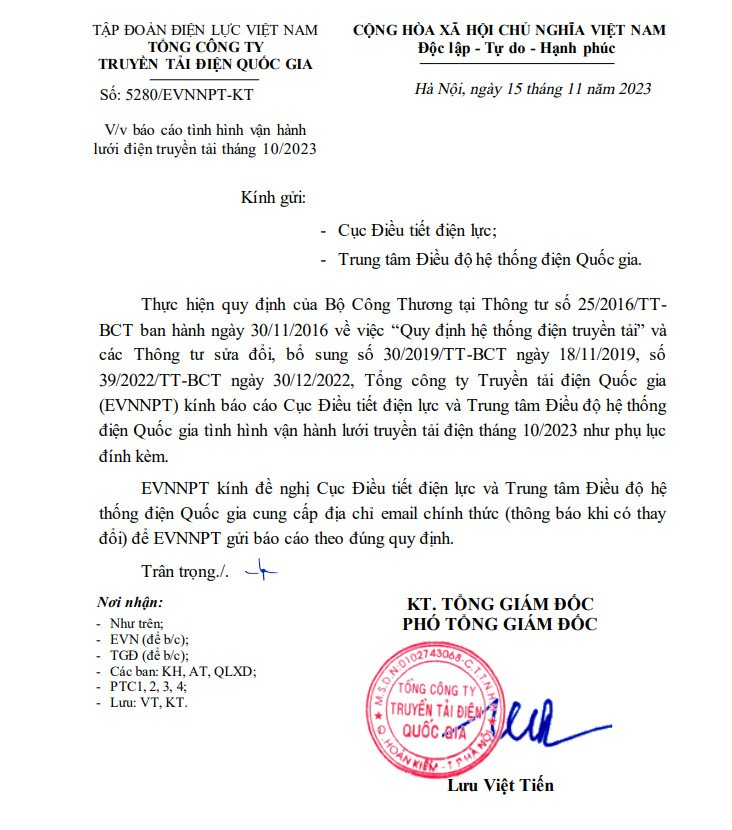 TẬP ĐOÀN ĐIỆN LỰC VIỆT NAM
TỔNG CÔNG TY
TRUYỀN TẢI ĐIỆN QUỐC GIA
Số: 5280/EVNNPT-KT
V/v báo cáo tình hình vận hành
lưới điện truyền tải tháng 10/2023
CỘNG HÒA XÃ HỘI CHỦ NGHĨA VIỆT NAM
Độc lập - Tự do - Hạnh phúc
Hà Nội, ngày 15 tháng 11 năm 2023
Kính gửi:
- Cục Điều tiết điện lực;
- Trung tâm Điều độ hệ thống điện Quốc gia.
Thực hiện quy định của Bộ Công Thương tại Thông tư số 25/2016/TT-
BCT ban hành ngày 30/11/2016 về việc “Quy định hệ thống điện truyền tải” và
các Thông tư sửa đổi, bổ sung số 30/2019/TT-BCT ngày 18/11/2019, số
39/2022/TT-BCT ngày 30/12/2022, Tổng công ty Truyền tải điện Quốc gia
(EVNNPT) kính báo cáo Cục Điều tiết điện lực và Trung tâm Điều độ hệ thống
điện Quốc gia tình hình vận hành lưới truyền tải điện tháng 10/2023 như phụ lục
đính kèm.
EVNNPT kính đề nghị Cục Điều tiết điện lực và Trung tâm Điều độ hệ
thống điện Quốc gia cung cấp địa chỉ email chính thức (thông báo khi có thay
đổi) để EVNNPT gửi báo cáo theo đúng quy định.
Trân trọng./.
Nơi nhận:
- Như trên;
- EVN (để b/c);
- TGĐ (để b/c);
- Các ban: KH, AT, QLXD;
- PTC1, 2, 3, 4;
- Lưu: VT, KT.
KT. TỔNG GIÁM ĐỐC
PHÓ TỔNG GIÁM ĐỐC
M.S.D.N:0102743068-C.T.T.N.H.H
TỔNG CÔNG TY
TRUYỀN TẢI ĐIỆN
QUỐC GIA
Q. HOÀN KIẾM - T.P HÀ NỘI
Lưu Việt Tiến